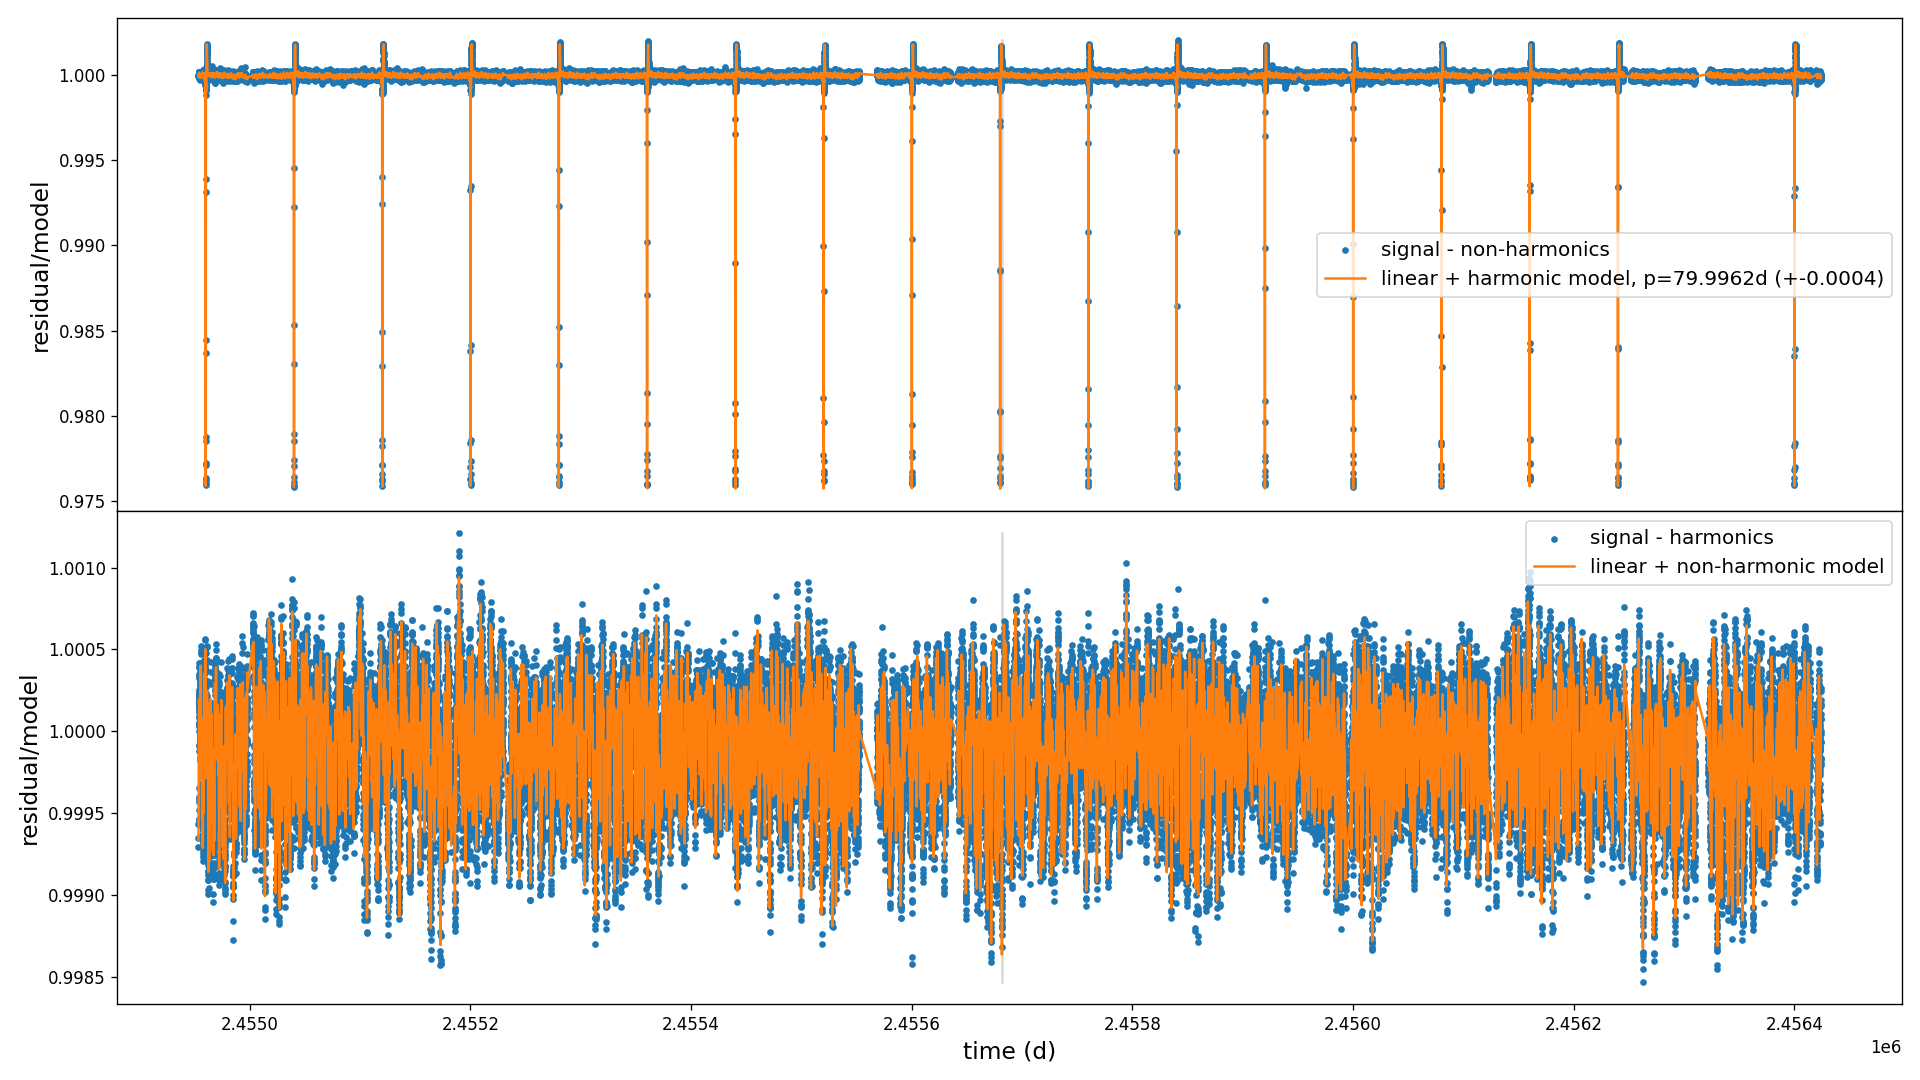 1.000
0.995
0.990
0.985
0.980
0.975
residual/model
signal - non-harmonics
linear + harmonic model, p=79.9962d (+-0.0004)
1.0010
1.0005
1.0000
0.9995
0.9990
0.9985
residual/model
signal - harmonics
linear + non-harmonic model
2.4550 2.4552 2.4554 2.4556 2.4558 2.4560 2.4562 2.4564
time (d)
1e6